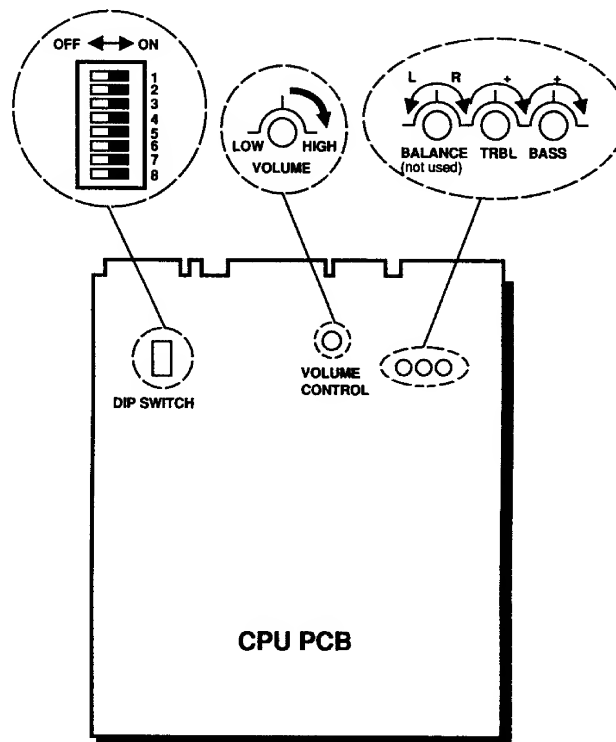 OFF ON
1
2
3
4
5
6
7
8
LOW HIGH
VOLUME
L R + +
BALANCE TRBL BASS
(not used)
DIP SWITCH
VOLUME
CONTROL
CPU PCB